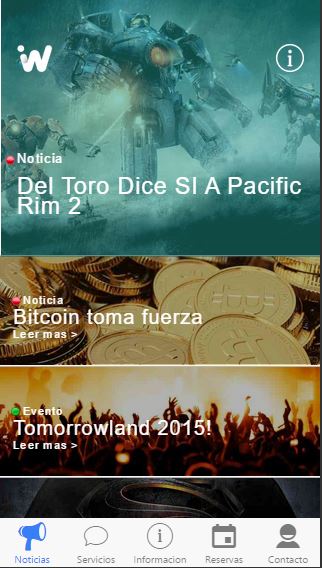 iw
i
Noticia
Del Toro Dice SI A Pacific
Rim 2
Noticia
Bitcoin toma fuerza
Leer mas >
Evento
Tomorrowland 2015!
Leer mas >
Noticias Servicios Informacion Reservas Contacto